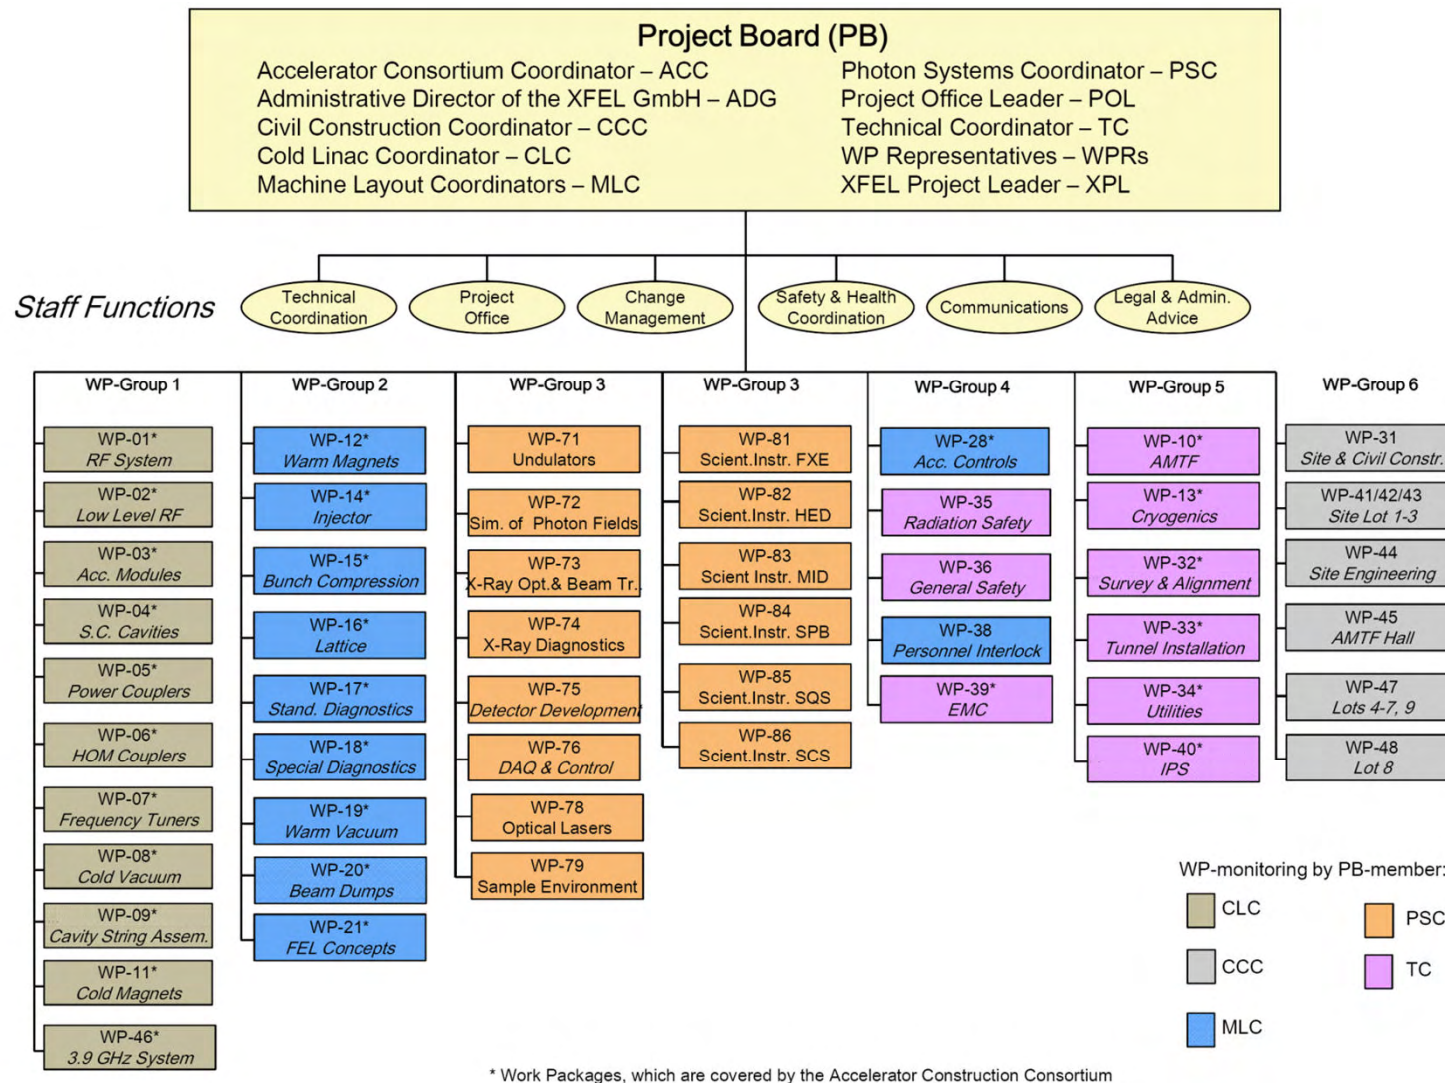 Project Board (PB)
Accelerator Consortium Coordinator – ACC
Administrative Director of the XFEL GmbH – ADG
Civil Construction Coordinator – CCC
Cold Linac Coordinator – CLC
Machine Layout Coordinators – MLC
Photon Systems Coordinator – PSC
Project Office Leader – POL
Technical Coordinator – TC
WP Representatives – WPRs
XFEL Project Leader – XPL
Staff Functions
Technical
Coordination
Project
Office
Change
Management
Safety & Health
Coordination
Communications
Legal & Admin.
Advice
WP-Group 1
WP-01*
RF System
WP-02*
Low Level RF
WP-03*
Acc. Modules
WP-04*
S.C. Cavities
WP-05*
Power Couplers
WP-06*
HOM Couplers
WP-07*
Frequency Tuners
WP-08*
Cold Vacuum
WP-09*
Cavity String Assem.
WP-11*
Cold Magnets
WP-46*
3.9 GHz System
WP-Group 2
WP-12*
Warm Magnets
WP-14*
Injector
WP-15*
Bunch Compression
WP-16*
Lattice
WP-17*
Stand. Diagnostics
WP-18*
Special Diagnostics
WP-19*
Warm Vacuum
WP-20*
Beam Dumps
WP-21*
FEL Concepts
WP-Group 3
WP-71
Undulators
WP-72
Sim. of Photon Fields
WP-73
X-Ray Opt.& Beam Tr..
WP-74
X-Ray Diagnostics
WP-75
Detector Development
WP-76
DAQ & Control
WP-78
Optical Lasers
WP-79
Sample Environment
WP-Group 3
WP-81
Scient.Instr. FXE
WP-82
Scient.Instr. HED
WP-83
Scient Instr. MID
WP-84
Scient.Instr. SPB
WP-85
Scient.Instr. SQS
WP-86
Scient.Instr. SCS
WP-Group 4
WP-28*
Acc. Controls
WP-35
Radiation Safety
WP-36
General Safety
WP-38
Personnel Interlock
WP-39*
EMC
WP-Group 5
WP-10*
AMTF
WP-13*
Cryogenics
WP-32*
Survey & Alignment
WP-33*
Tunnel Installation
WP-34*
Utilities
WP-40*
IPS
WP-Group 6
WP-31
Site & Civil Constr.
WP-41/42/43
Site Lot 1-3
WP-44
Site Engineering
WP-45
AMTF Hall
WP-47
Lots 4-7, 9
WP-48
Lot 8
WP-monitoring by PB-member:
CLC
CCC
MLC
PSC
TC
* Work Packages, which are covered by the Accelerator Construction Consortium